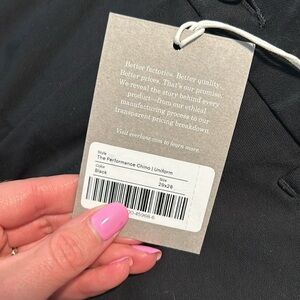 Better factories. Better quality.
Better prices. That's our promise.
We reveal the story behind every
product—from our ethical
manufacturing process to our
transparent pricing breakdown.
Visit everlane.com to learn more.
Style
The Performance Chino | Uniform
Color
Black
Size
29x28